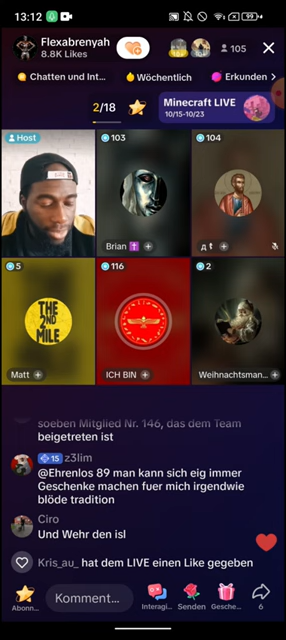 13:12
99
Flexabrenyah
8.8K Likes
105
Chatten und Int...
Wöchentlich
Erkunden
2/18
Minecraft LIVE
10/15-10/23
Host
103
104
Brian
д t
5
116
2
THE
2ND
MILE
Matt
ICH BIN
Weihnachtsman...
soeben Mitglied Nr. 146, das dem Team
beigetreten ist
15 z3lim
@Ehrenlos 89 man kann sich eig immer
Geschenke machen fuer mich irgendwie
blöde tradition
Ciro
Und Wehr den isl
Kris_au_ hat dem LIVE einen Like gegeben
Kommentar...
Abonn...
Interagi...
Senden
Gesche...
6